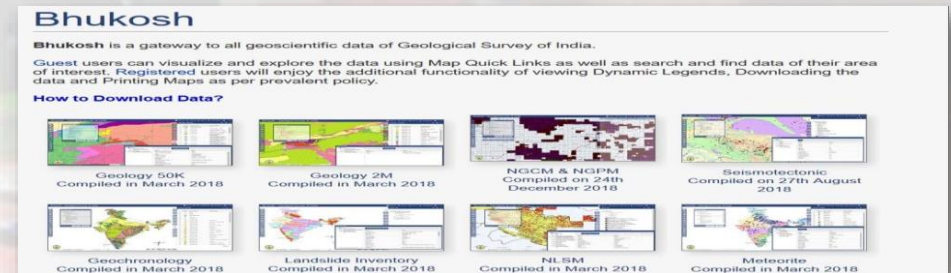 Bhukosh
Bhukosh is a gateway to all geoscientific data of Geological Survey of India.
Guest users can visualize and explore the data using Map Quick Links as well as search and find data of their area
of interest. Registered users will enjoy the additional functionality of viewing Dynamic Legends, Downloading the
data and Printing Maps as per prevalent policy.
How to Download Data?
Geology 50K
Compiled in March 2018
Geology 2M
Compiled in March 2018
NGCM & NGPM
Compiled on 24th
December 2018
Seismotectonic
Compiled on 27th August
2018
Geochronology
Compiled in March 2018
Landslide Inventory
Compiled in March 2018
NLSM
Compiled in March 2018
Meteorite
Compiled in March 2018